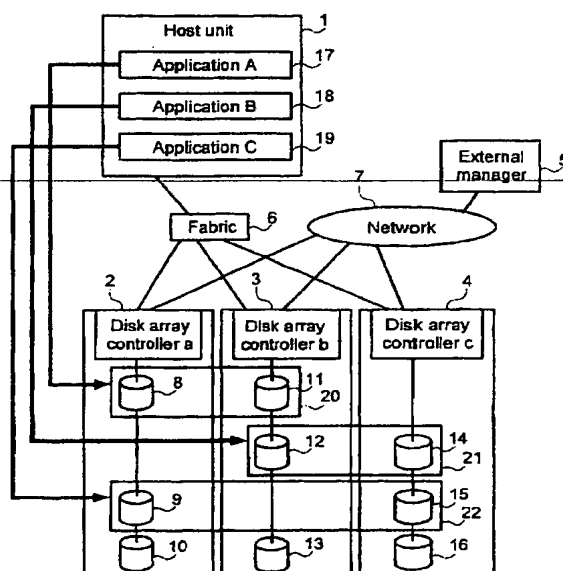 Host unit
1
Application A
17
Application B
18
Application C
19
External
manager
5
7
Fabric
6
Network
2
3
4
Disk array
controller a
Disk array
controller b
Disk array
controller c
8
11
20
12
14
21
9
15
22
10
13
16